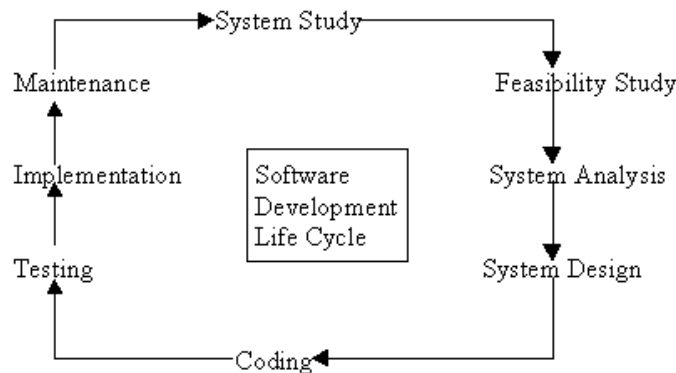 System Study
Maintenance
Feasibility Study
Implementation
Software
Development
Life Cycle
System Analysis
Testing
System Design
Coding